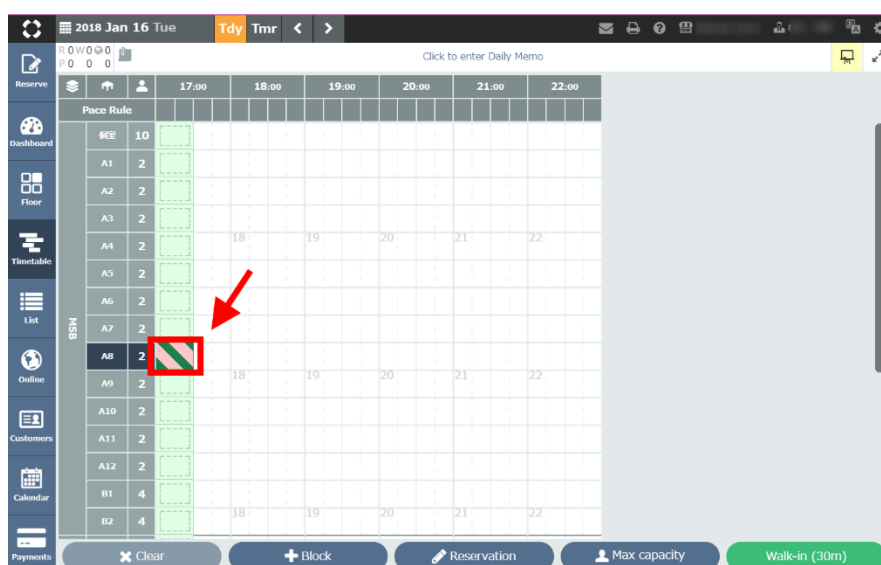 2018 Jan 16 Tue Tdy Tmr
Reserve
R 0 W 0 0
P 0 0 0
Click to enter Daily Memo
17:00 18:00 19:00 20:00 21:00 22:00
Pace Rule
Dashboard
10
A1 2
A2 2
Floor
A3 2
18 19 20 21 22
A4 2
Timetable
A5 2
A6 2
List
MSB
A7 2
A8 2
18 19 20 21 22
Online
A9 2
A10 2
Customers
A11 2
A12 2
Calendar
B1 4
18 19 20 21 22
B2 4
Payments
Clear
Block
Reservation
Max capacity
Walk-in (30m)